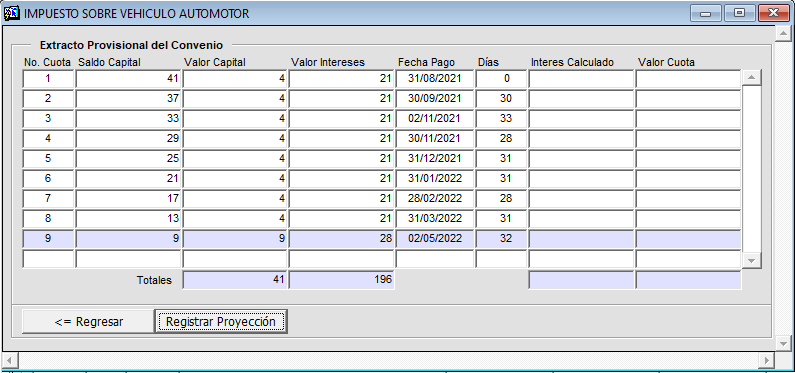 IMPUESTO SOBRE VEHICULO AUTOMOTOR
Extracto Provisional del Convenio
No. Cuota Saldo Capital Valor Capital Valor Intereses Fecha Pago Días Interes Calculado Valor Cuota
1 41 4 21 31/08/2021 0
2 37 4 21 30/09/2021 30
3 33 4 21 02/11/2021 33
4 29 4 21 30/11/2021 28
5 25 4 21 31/12/2021 31
6 21 4 21 31/01/2022 31
7 17 4 21 28/02/2022 28
8 13 4 21 31/03/2022 31
9 9 9 28 02/05/2022 32
Totales 41 196
<= Regresar Registrar Proyección